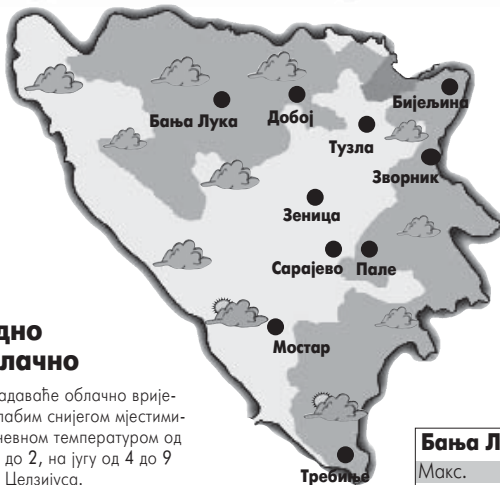 Бања Лука
Добој
Бијељина
Тузла
Зворник
Зеница
Сарајево
Пале
Мостар
Требиње
дно
лачно
адаваће облачно врије-
лабим снијегом мјестими-
невном температуром од
до 2, на југу од 4 до 9
Целзијуса.
Бања Л
Макс.